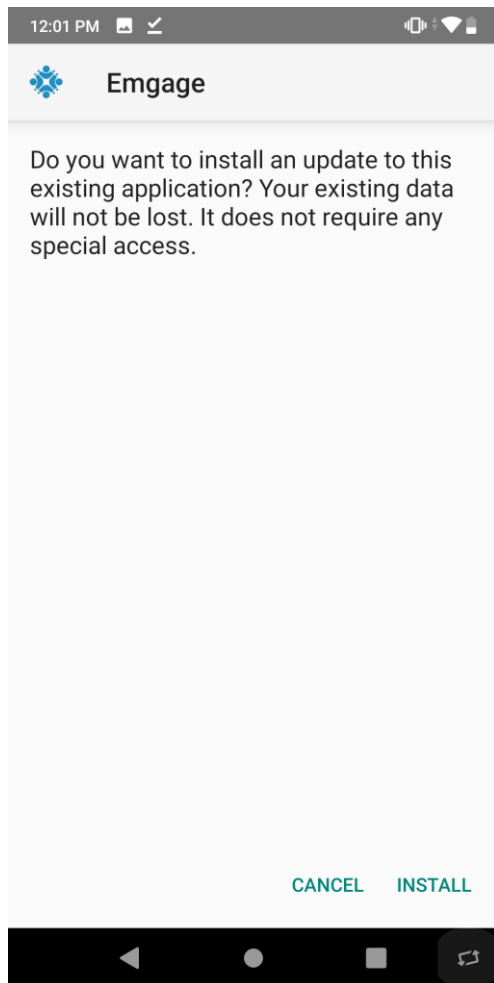 12:01 PM
Emgage
Do you want to install an update to this
existing application? Your existing data
will not be lost. It does not require any
special access.
CANCEL INSTALL